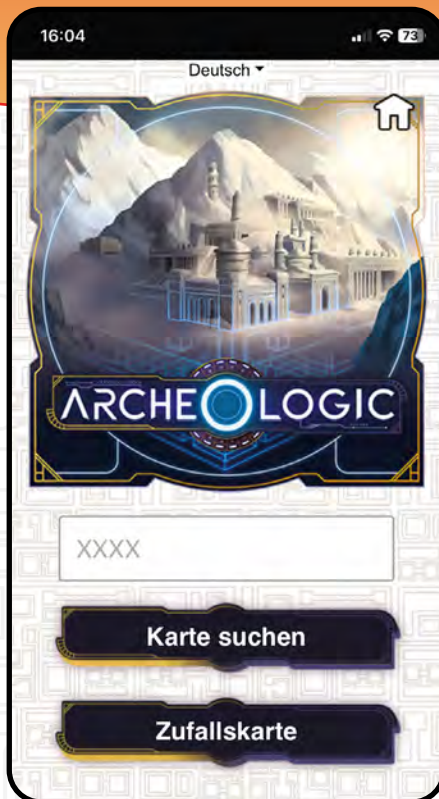 16:04
73
Deutsch
ARCHEOLOGIC
XXXX
Karte suchen
Zufallskarte